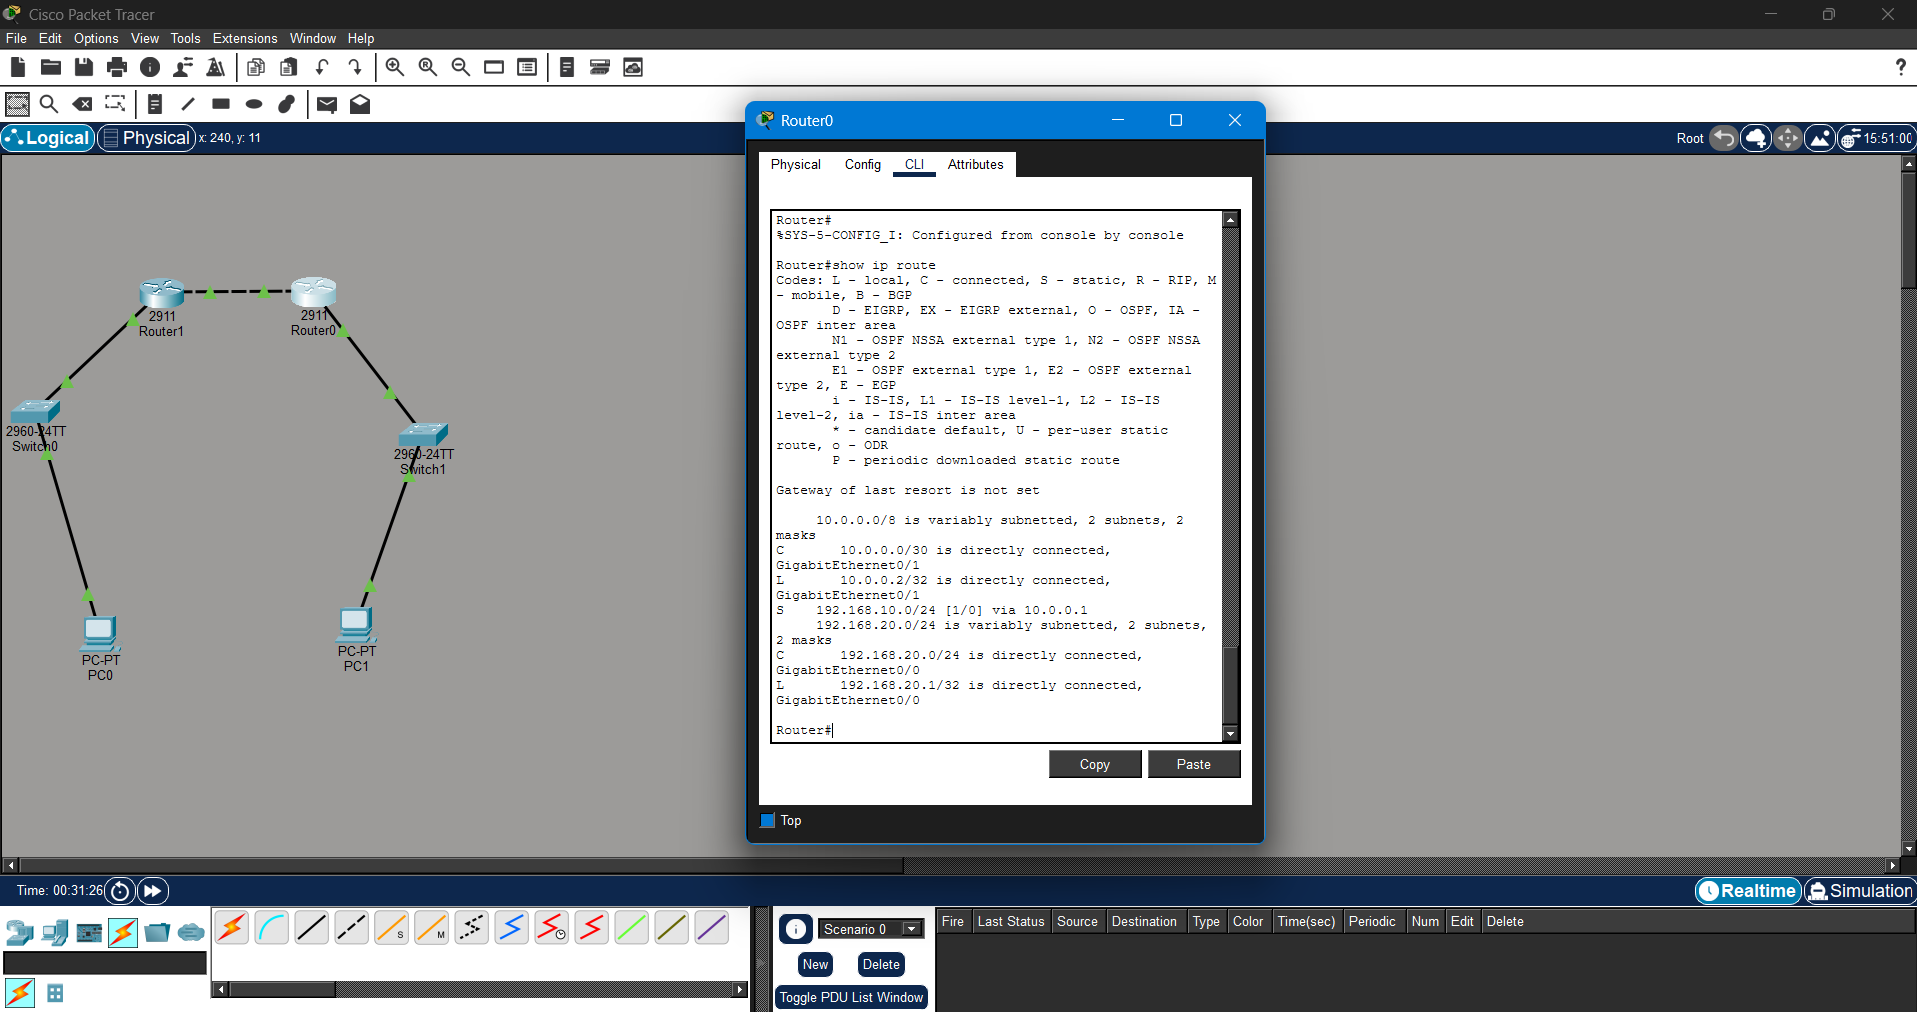 Cisco Packet Tracer
File Edit Options View Tools Extensions Window Help
?
Logical Physical x: 240, y: 11
Root 15:51:00
Router0
Physical Config CLI Attributes
Router#
%SYS-5-CONFIG_I: Configured from console by console
Router#show ip route
Codes: L - local, C - connected, S - static, R - RIP, M
- mobile, B - BGP
D - EIGRP, EX - EIGRP external, O - OSPF, IA -
OSPF inter area
N1 - OSPF NSSA external type 1, N2 - OSPF NSSA
external type 2
E1 - OSPF external type 1, E2 - OSPF external
type 2, E - EGP
i - IS-IS, L1 - IS-IS level-1, L2 - IS-IS
level-2, ia - IS-IS inter area
* - candidate default, U - per-user static
route, o - ODR
P - periodic downloaded static route
Gateway of last resort is not set
10.0.0.0/8 is variably subnetted, 2 subnets, 2
masks
C 10.0.0.0/30 is directly connected,
GigabitEthernet0/1
L 10.0.0.2/32 is directly connected,
GigabitEthernet0/1
S 192.168.10.0/24 [1/0] via 10.0.0.1
192.168.20.0/24 is variably subnetted, 2 subnets,
2 masks
C 192.168.20.0/24 is directly connected,
GigabitEthernet0/0
L 192.168.20.1/32 is directly connected,
GigabitEthernet0/0
Router#
Copy Paste
Top
2911
Router1
2911
Router0
2960-24TT
Switch0
2960-24TT
Switch1
PC-PT
PC0
PC-PT
PC1
Time: 00:31:26
Realtime Simulation
S M
Scenario 0
New Delete
Toggle PDU List Window
Fire Last Status Source Destination Type Color Time(sec) Periodic Num Edit Delete